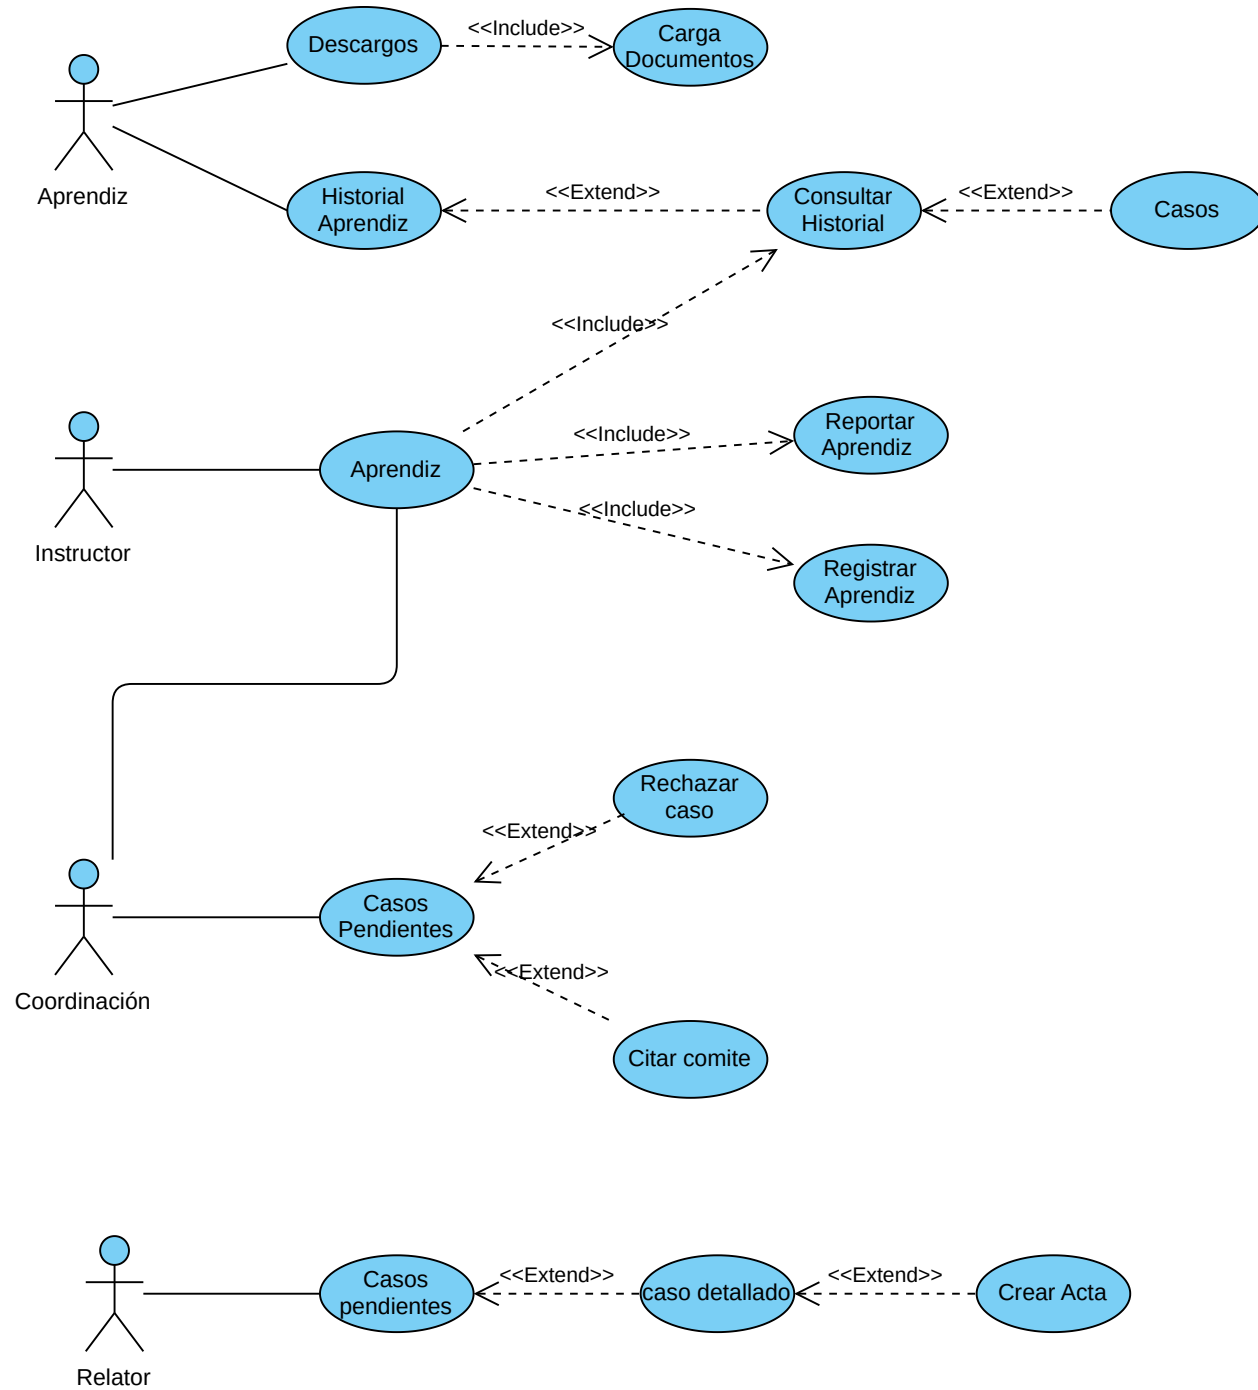 <<Include>>
Descargos
Carga
Documentos
Aprendiz
Historial
Aprendiz
<<Extend>>
Consultar
Historial
<<Extend>>
Casos
<<Include>>
Instructor
Aprendiz
<<Include>>
Reportar
Aprendiz
<<Include>>
Registrar
Aprendiz
Rechazar
caso
<<Extend>>
Coordinación
Casos
Pendientes
<<Extend>>
Citar comite
Relator
Casos
pendientes
<<Extend>>
caso detallado
<<Extend>>
Crear Acta